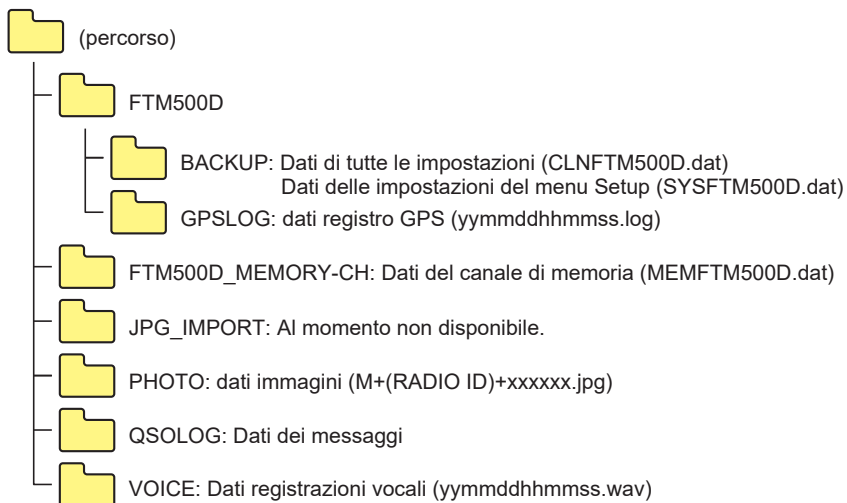 (percorso)
FTM500D
BACKUP: Dati di tutte le impostazioni (CLNFTM500D.dat)
Dati delle impostazioni del menu Setup (SYSFTM500D.dat)
GPSLOG: dati registro GPS (yymmddhhmmss.log)
FTM500D_MEMORY-CH: Dati del canale di memoria (MEMFTM500D.dat)
JPG_IMPORT: Al momento non disponibile.
PHOTO: dati immagini (M+(RADIO ID)+xxxxxx.jpg)
QSOLOG: Dati dei messaggi
VOICE: Dati registrazioni vocali (yymmddhhmmss.wav)